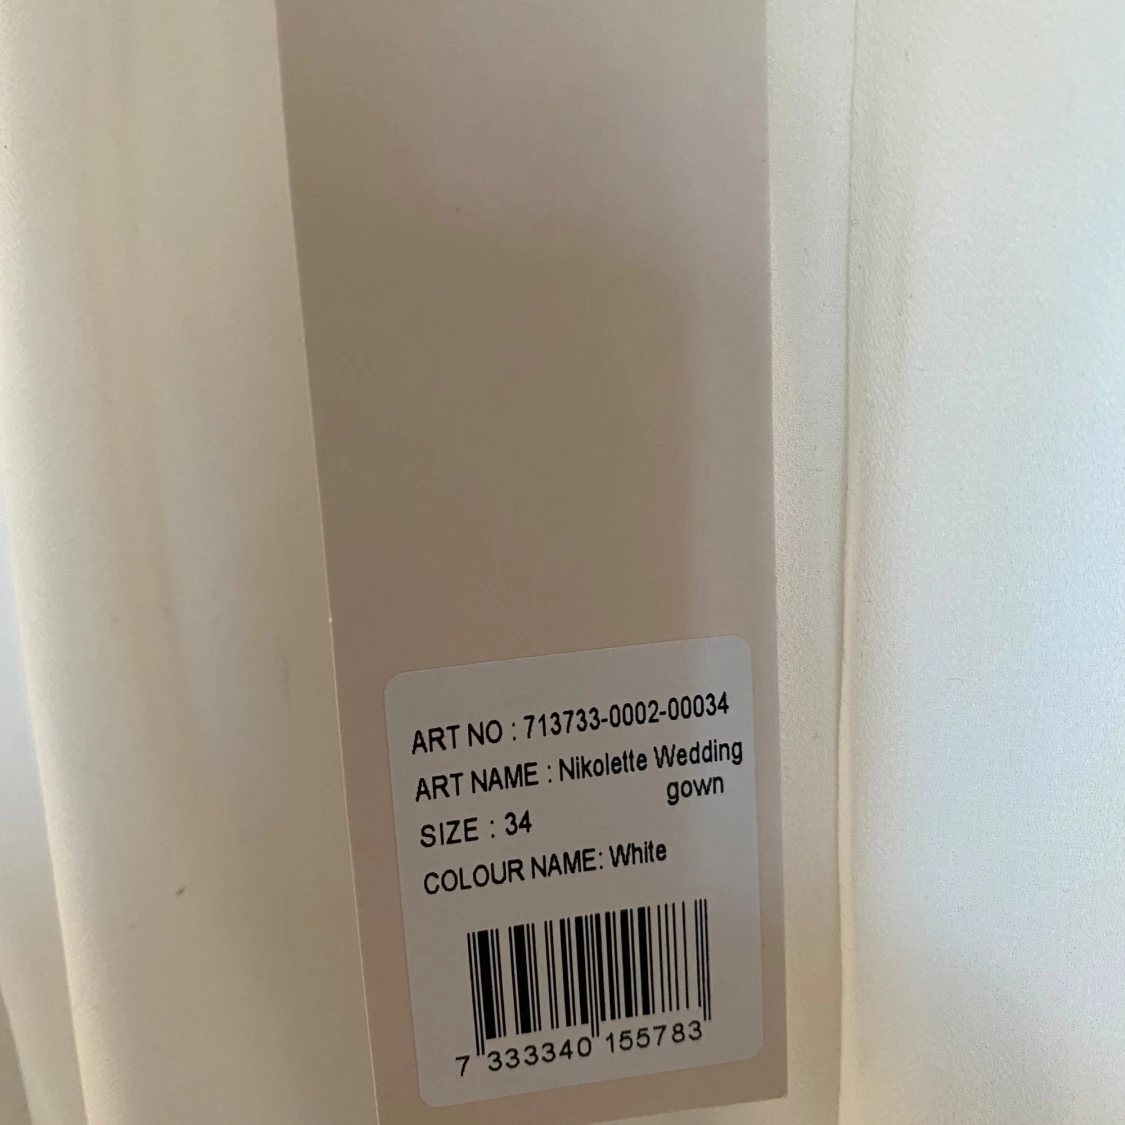 ART NO : 713733-0002-00034
ART NAME : Nikolette Wedding
gown
SIZE : 34
COLOUR NAME: White
7 333340 155783